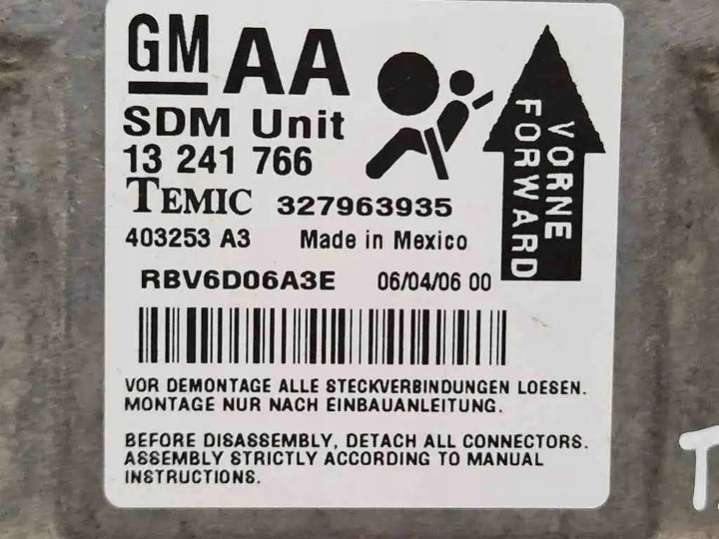 GM AA
SDM Unit
13 241 766
TEMIC 327963935
403253 A3 Made in Mexico
RBV6D06A3E 06/04/06 00
VORNE
FORWARD
VOR DEMONTAGE ALLE STECKVERBINDUNGEN LOESEN.
MONTAGE NUR NACH EINBAUANLEITUNG.
BEFORE DISASSEMBLY, DETACH ALL CONNECTORS.
ASSEMBLY STRICTLY ACCORDING TO MANUAL
INSTRUCTIONS.